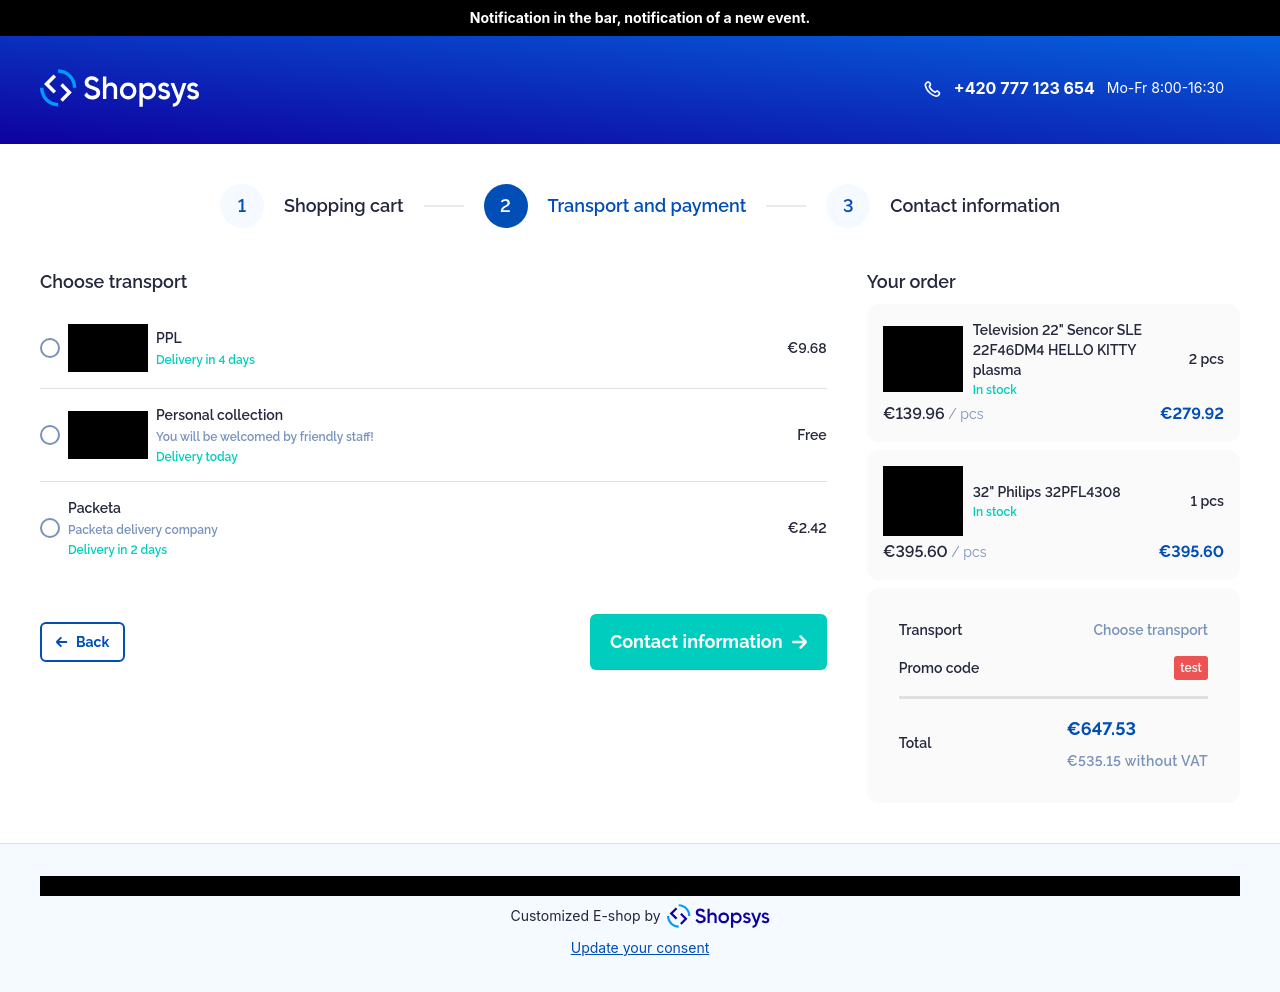 Notification in the bar, notification of a new event.
Shopsys
+420 777 123 654 Mo-Fr 8:00-16:30
1 Shopping cart 2 Transport and payment 3 Contact information
Choose transport
PPL
Delivery in 4 days
€9.68
Personal collection
You will be welcomed by friendly staff!
Delivery today
Free
Packeta
Packeta delivery company
Delivery in 2 days
€2.42
Back
Contact information
Your order
Television 22" Sencor SLE
22F46DM4 HELLO KITTY
plasma
In stock
2 pcs
€139.96 / pcs €279.92
32" Philips 32PFL4308
In stock
1 pcs
€395.60 / pcs €395.60
Transport Choose transport
Promo code test
Total
€647.53
€535.15 without VAT
Customized E-shop by Shopsys
Update your consent